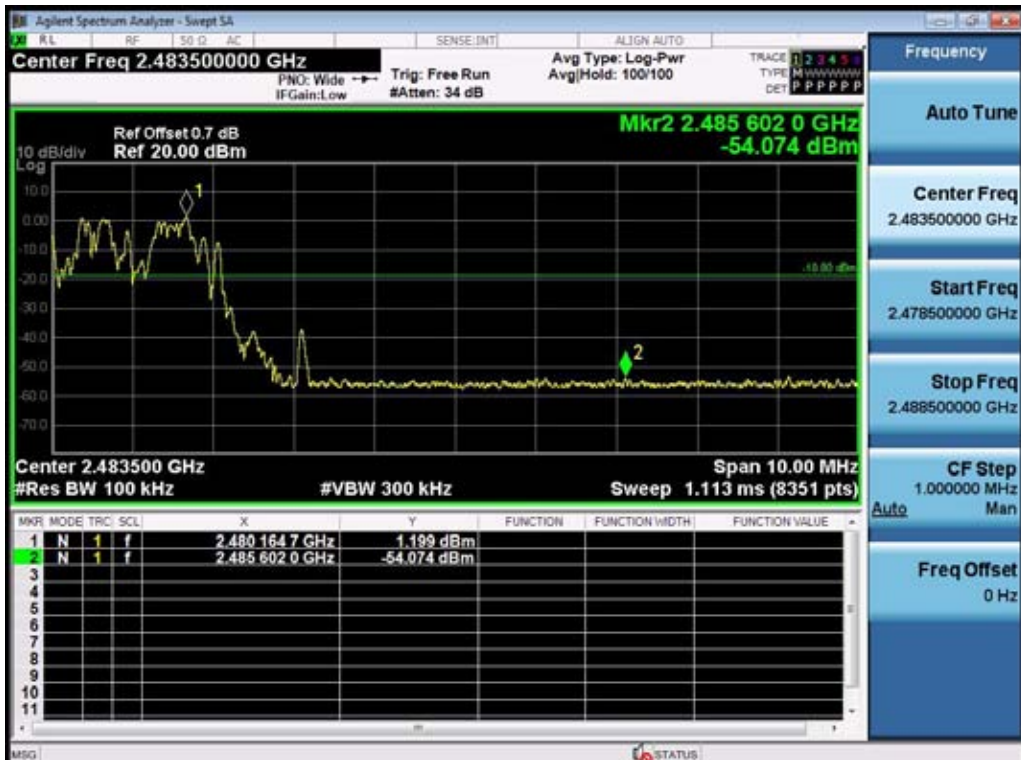 Agilent Spectrum Analyzer - Swept SA
RL RF 50 Ω AC SENSE:INT ALIGN AUTO
Center Freq 2.483500000 GHz
PNO: Wide
IFGain:Low
Trig: Free Run
#Atten: 34 dB
Avg Type: Log-Pwr
Avg|Hold: 100/100
TRACE 1 2 3 4 5 6
TYPE M W W W W W
DET P P P P P P
Frequency
Auto Tune
Center Freq
2.483500000 GHz
Start Freq
2.478500000 GHz
Stop Freq
2.488500000 GHz
CF Step
1.000000 MHz
Auto Man
Freq Offset
0 Hz
Mkr2 2.485 602 0 GHz
-54.074 dBm
Ref Offset 0.7 dB
10 dB/div Ref 20.00 dBm
Log
10.0
0.00
-10.0
-20.0
-30.0
-40.0
-50.0
-60.0
-70.0
1
2
Center 2.483500 GHz Span 10.00 MHz
#Res BW 100 kHz #VBW 300 kHz Sweep 1.113 ms (8351 pts)
MKR MODE TRC SCL X Y FUNCTION FUNCTION WIDTH FUNCTION VALUE
1 N 1 f 2.480 164 7 GHz 1.199 dBm
2 N 1 f 2.485 602 0 GHz -54.074 dBm
3
4
5
6
7
8
9
10
11
MSG STATUS